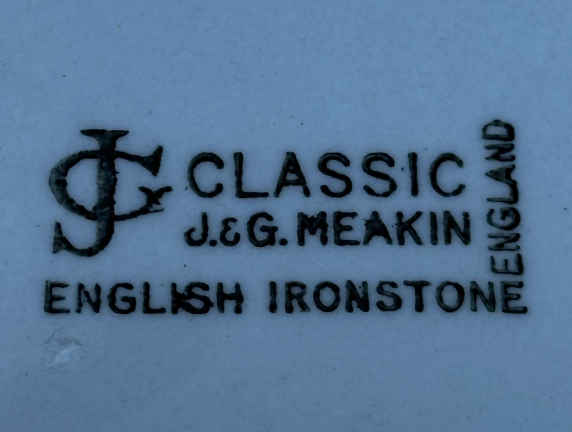 JG
CLASSIC
J.&G. MEAKIN
ENGLISH IRONSTONE
ENGLAND